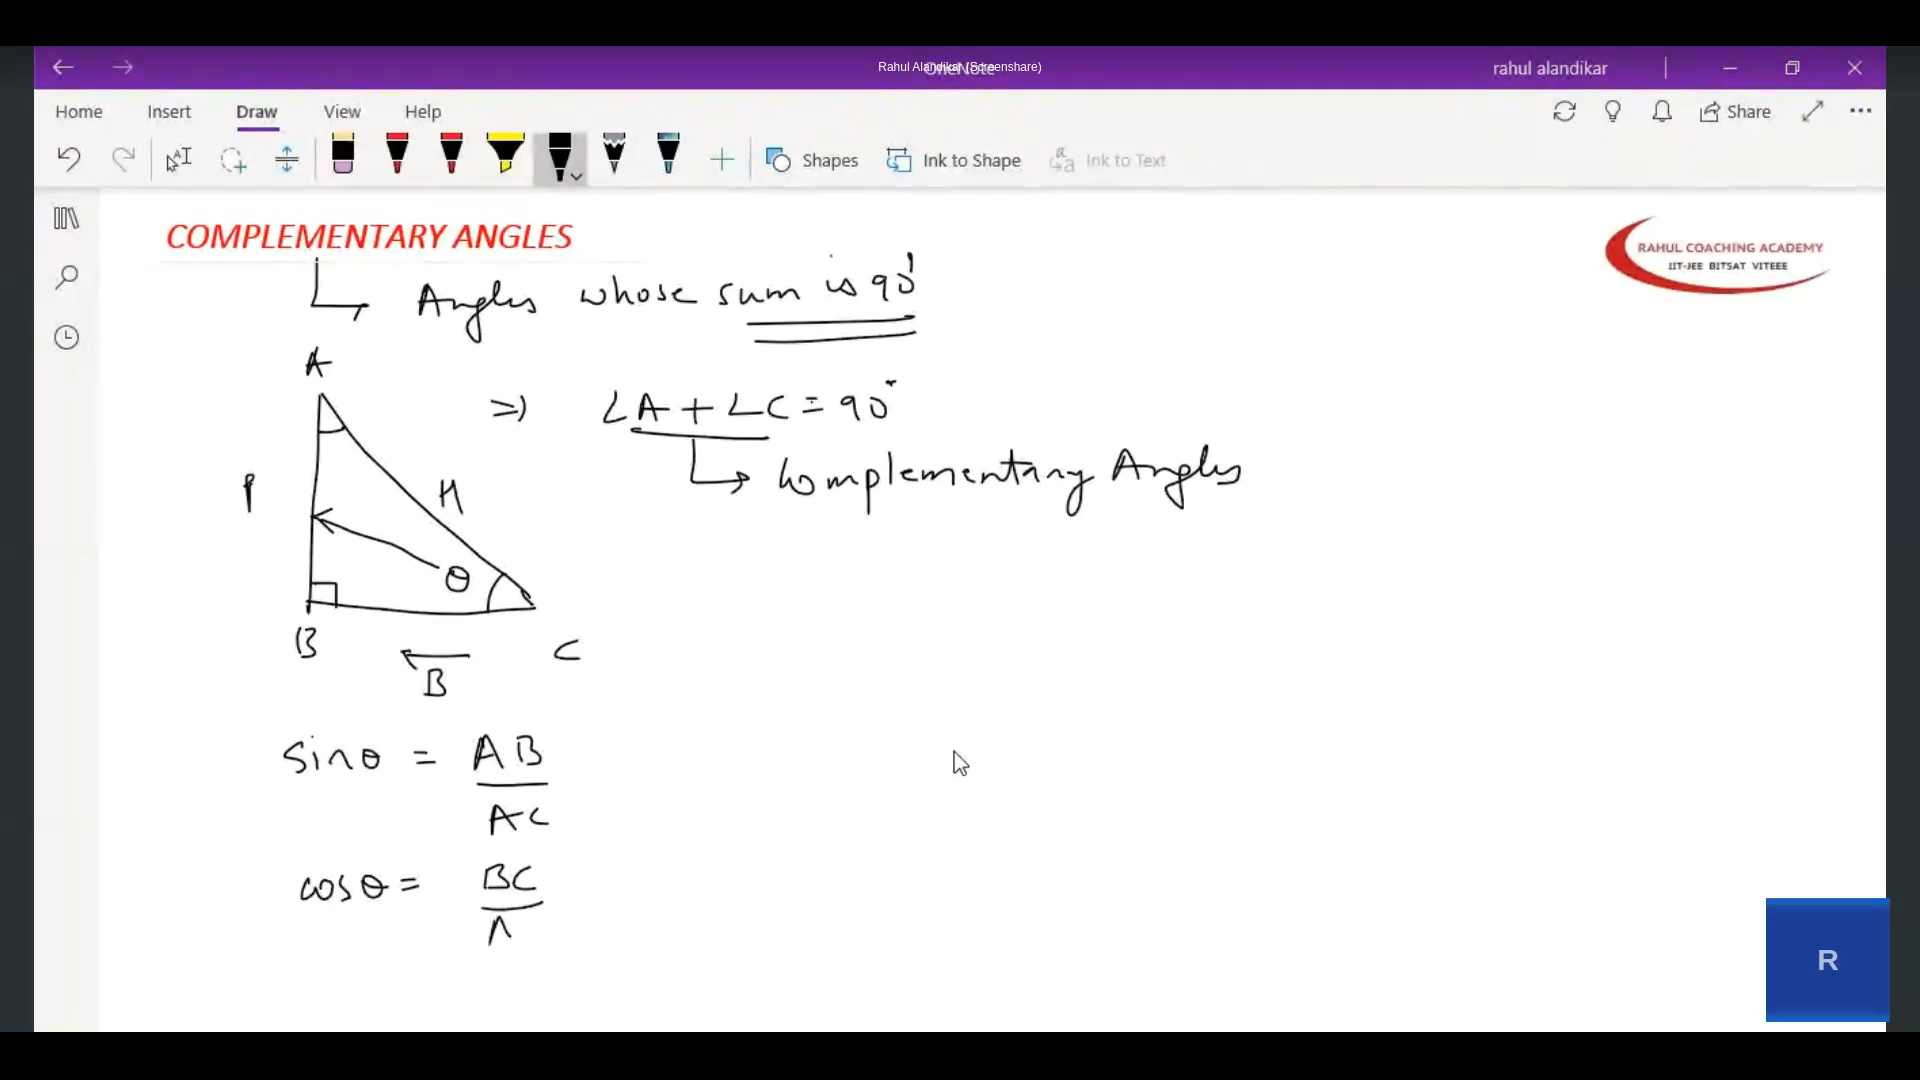 Rahul Alandikar (Screenshare)
OneNote
rahul alandikar
Home Insert Draw View Help Share
Shapes Ink to Shape Ink to Text
COMPLEMENTARY ANGLES
RAHUL COACHING ACADEMY
IIT-JEE BITSAT VITEEE
Angles whose sum is 90°
A
=> ∠A + ∠C = 90°
Complementary Angles
P H
θ
B C
B
sinθ = AB
AC
cosθ = BC
A
R